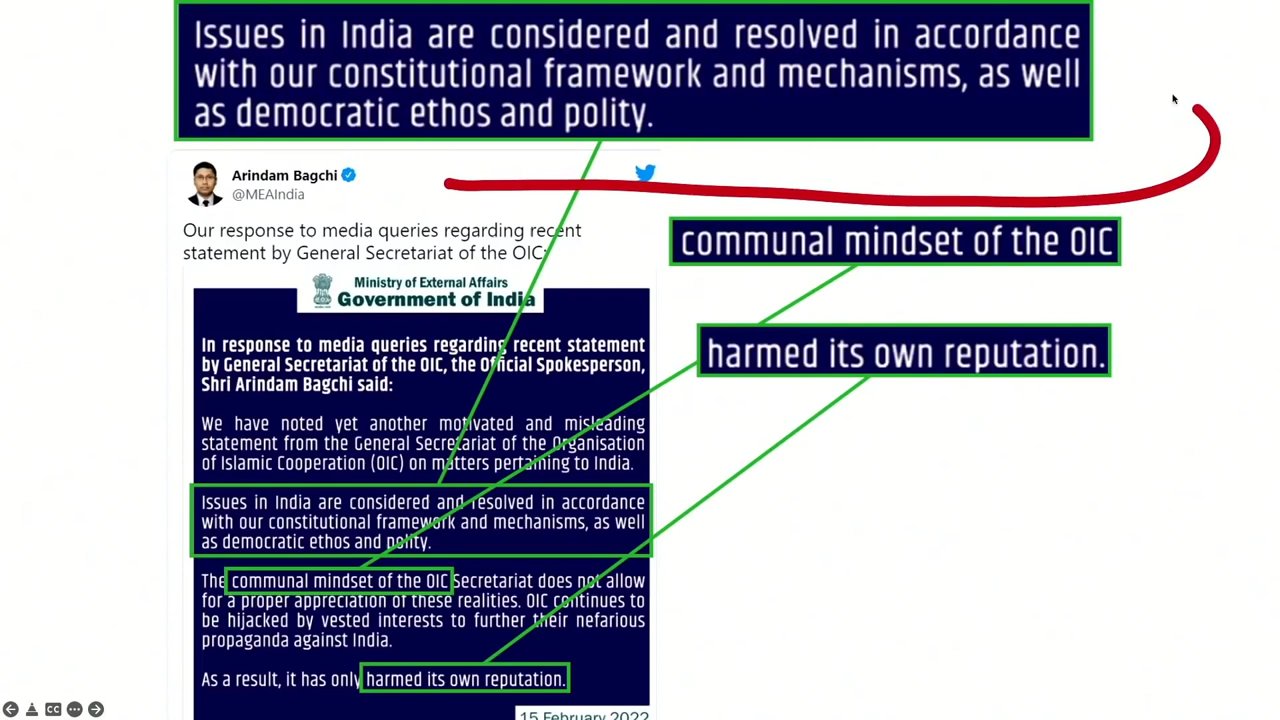 Issues in India are considered and resolved in accordance
with our constitutional framework and mechanisms, as well
as democratic ethos and polity.
Arindam Bagchi
@MEAIndia
Our response to media queries regarding recent
statement by General Secretariat of the OIC:
communal mindset of the OIC
harmed its own reputation.
Ministry of External Affairs
Government of India
In response to media queries regarding recent statement
by General Secretariat of the OIC, the Official Spokesperson,
Shri Arindam Bagchi said:
We have noted yet another motivated and misleading
statement from the General Secretariat of the Organisation
of Islamic Cooperation (OIC) on matters pertaining to India.
Issues in India are considered and resolved in accordance
with our constitutional framework and mechanisms, as well
as democratic ethos and polity.
The communal mindset of the OIC Secretariat does not allow
for a proper appreciation of these realities. OIC continues to
be hijacked by vested interests to further their nefarious
propaganda against India.
As a result, it has only harmed its own reputation.
15 February 2022
CC